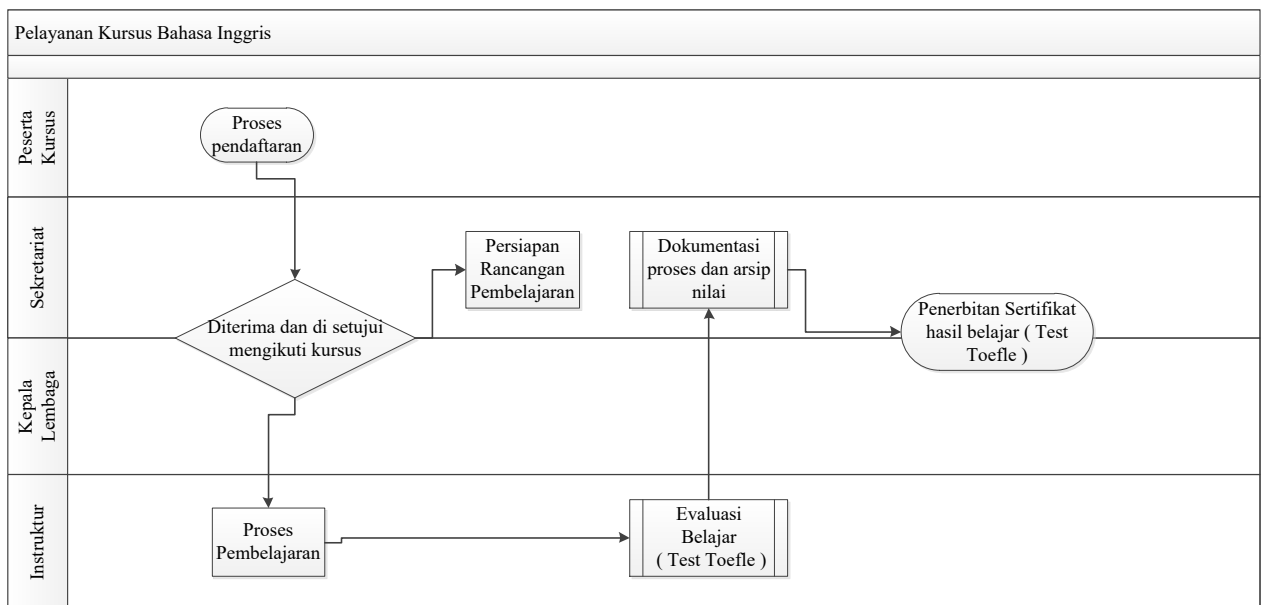 Pelayanan Kursus Bahasa Inggris
Peserta
Kursus
Proses
pendaftaran
Sekretariat
Persiapan
Rancangan
Pembelajaran
Dokumentasi
proses dan arsip
nilai
Diterima dan di setujui
mengikuti kursus
Penerbitan Sertifikat
hasil belajar ( Test
Toefle )
Kepala
Lembaga
Instruktur
Proses
Pembelajaran
Evaluasi
Belajar
( Test Toefle )